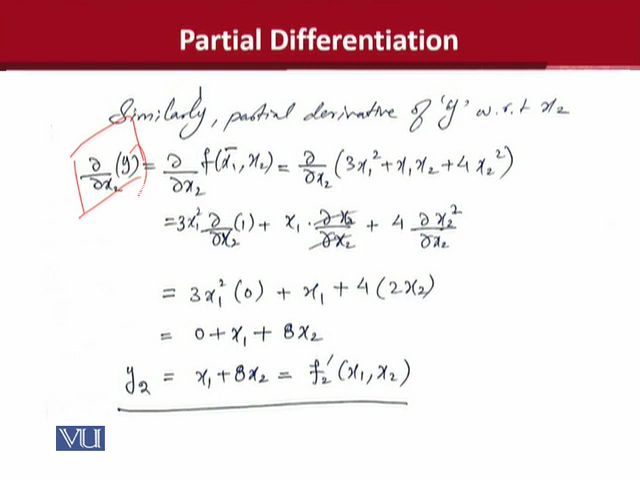 Partial Differentiation
Similarly, partial derivative of 'y' w.r.t x₂
∂/∂x₂ (y) = ∂/∂x₂ f(x̄₁, x₂) = ∂/∂x₂ (3x₁² + x₁x₂ + 4x₂²)
= 3x₁² ∂/∂x₂ (1) + x₁ · ∂x₂/∂x₂ + 4 ∂x₂²/∂x₂
= 3x₁² (0) + x₁ + 4(2x₂)
= 0 + x₁ + 8x₂
y₂ = x₁ + 8x₂ = f₂′ (x₁, x₂)
VU